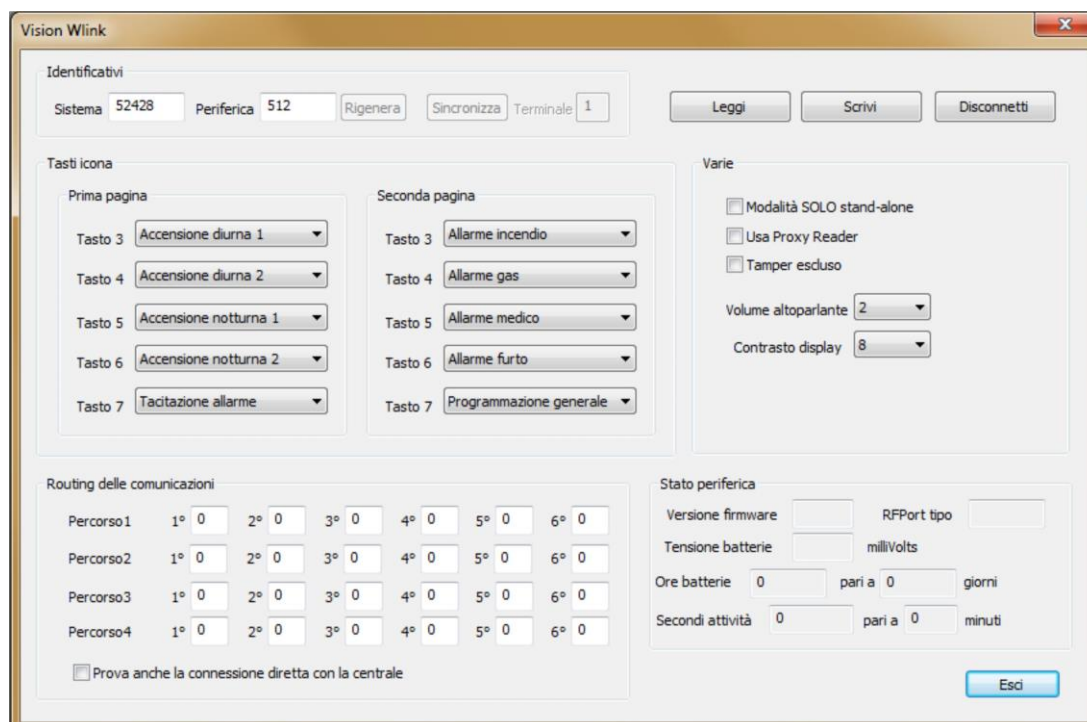 Vision Wlink
Identificativi
Sistema 52428 Periferica 512 Rigenera Sincronizza Terminale 1
Leggi Scrivi Disconnetti
Tasti icona
Prima pagina
Tasto 3 Accensione diurna 1
Tasto 4 Accensione diurna 2
Tasto 5 Accensione notturna 1
Tasto 6 Accensione notturna 2
Tasto 7 Tacitazione allarme
Seconda pagina
Tasto 3 Allarme incendio
Tasto 4 Allarme gas
Tasto 5 Allarme medico
Tasto 6 Allarme furto
Tasto 7 Programmazione generale
Varie
Modalità SOLO stand-alone
Usa Proxy Reader
Tamper escluso
Volume altoparlante 2
Contrasto display 8
Routing delle comunicazioni
Percorso1 1° 0 2° 0 3° 0 4° 0 5° 0 6° 0
Percorso2 1° 0 2° 0 3° 0 4° 0 5° 0 6° 0
Percorso3 1° 0 2° 0 3° 0 4° 0 5° 0 6° 0
Percorso4 1° 0 2° 0 3° 0 4° 0 5° 0 6° 0
Prova anche la connessione diretta con la centrale
Stato periferica
Versione firmware RFPort tipo
Tensione batterie milliVolts
Ore batterie 0 pari a 0 giorni
Secondi attività 0 pari a 0 minuti
Esci